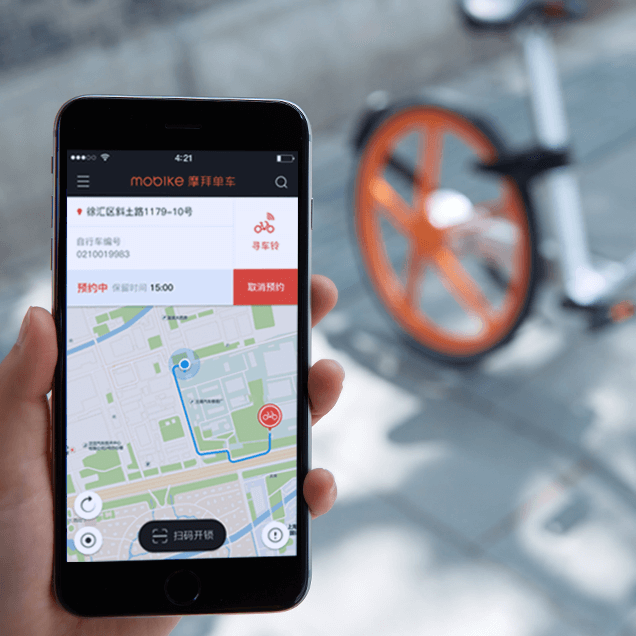 4:21
mobike 摩拜单车
徐汇区斜土路1179-10号
自行车编号
0210019983
寻车铃
预约中 保留时间 15:00
取消预约
扫码开锁